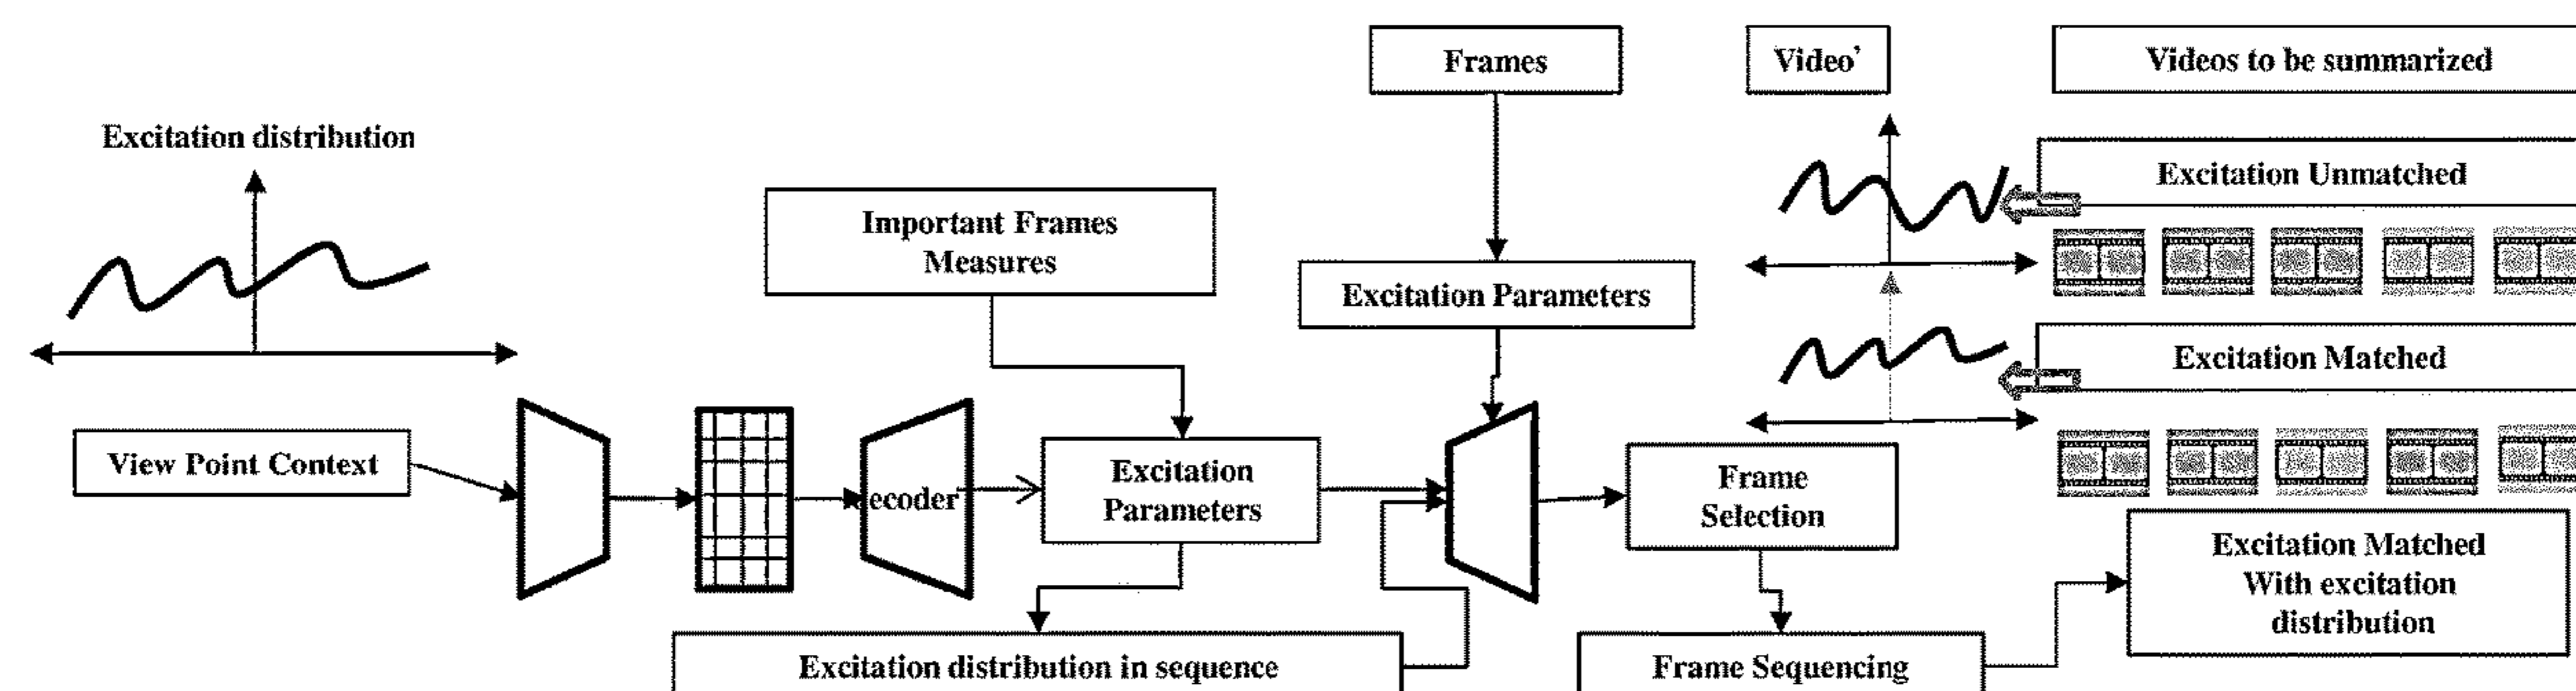 Frames
Video'
Videos to be summarized
Excitation distribution
Excitation Unmatched
Important Frames
Measures
Excitation Parameters
Excitation Matched
View Point Context
ecoder
Excitation
Parameters
Frame
Selection
Excitation Matched
With excitation
distribution
Excitation distribution in sequence
Frame Sequencing